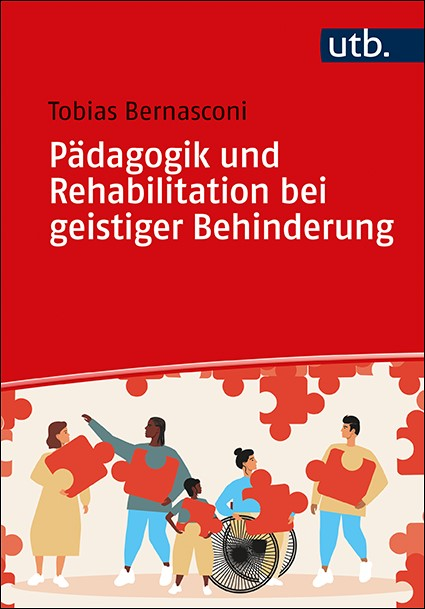 utb.
Tobias Bernasconi
Pädagogik und
Rehabilitation bei
geistiger Behinderung